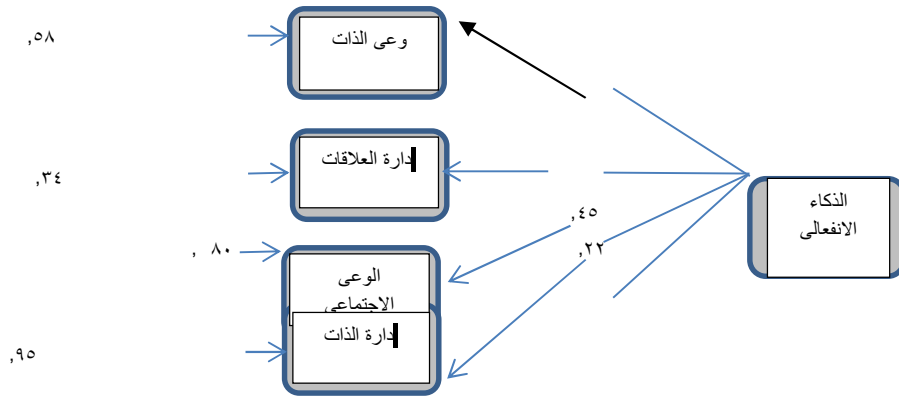 وعى الذات
,٥٨
دارة العلاقات
,٣٤
الذكاء
الانفعالى
,٤٥
,٢٢
, ٨٠
الوعى
الاجتماعى
دارة الذات
,٩٥